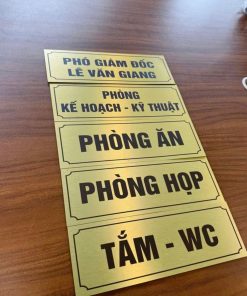 PHÓ GIÁM ĐỐC
LÊ VĂN GIANG
PHÒNG
KẾ HOẠCH - KỸ THUẬT
PHÒNG ĂN
PHÒNG HỌP
TẮM - WC